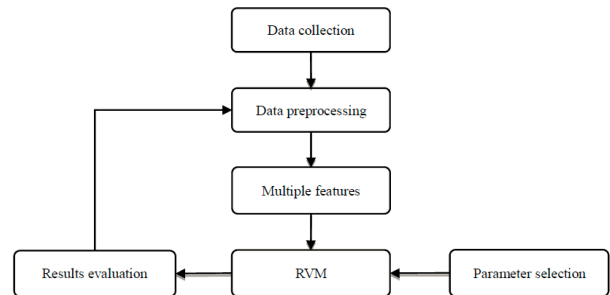 Data collection
Data preprocessing
Multiple features
Results evaluation
RVM
Parameter selection